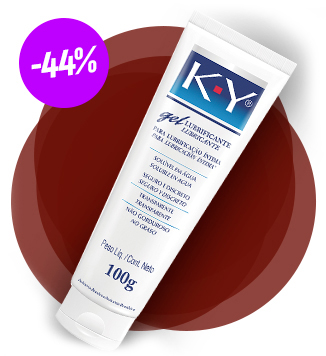 -44%
K-Y®
gel LUBRIFICANTE
LUBRICANTE
PARA LUBRIFICAÇÃO ÍNTIMA
PARA LUBRICACIÓN ÍNTIMA
SOLÚVEL EM ÁGUA
SOLUBLE EN AGUA
SEGURO E DISCRETO
SEGURO Y DISCRETO
TRANSPARENTE
TRANSPARENTE
NÃO GORDUROSO
NO GRASO
Peso Líq. / Cont. Neto
100g